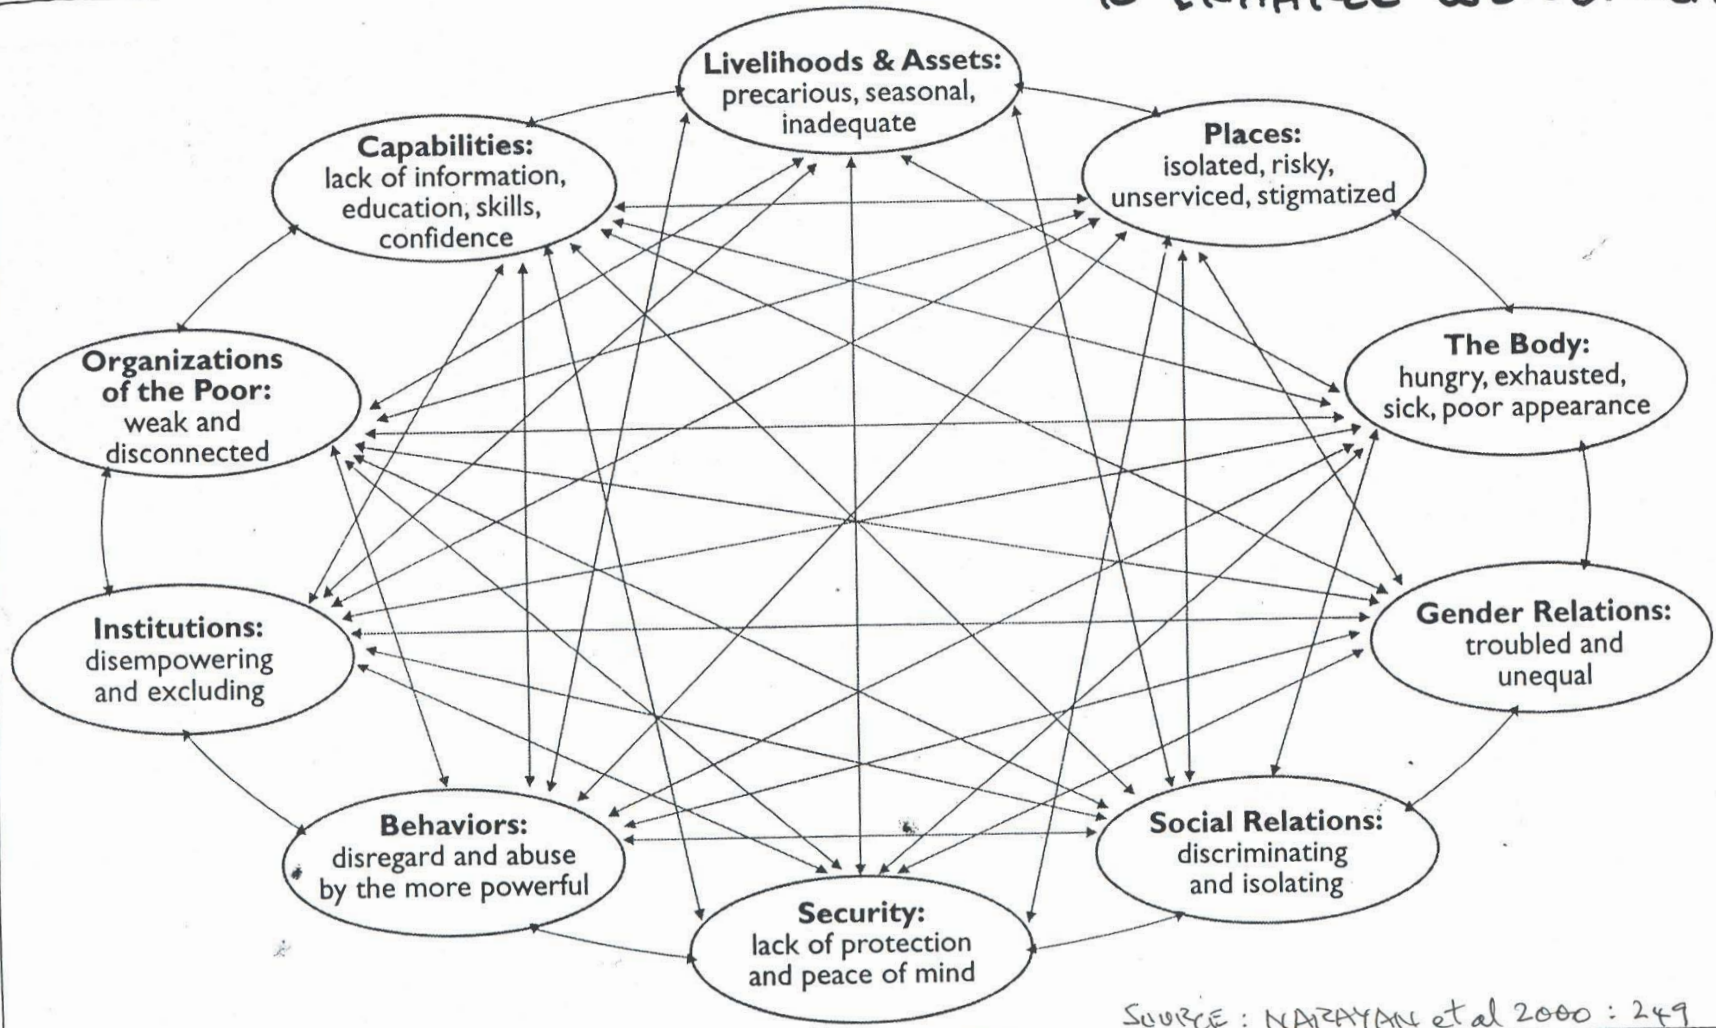 Livelihoods & Assets:
precarious, seasonal,
inadequate
Places:
isolated, risky,
unserviced, stigmatized
The Body:
hungry, exhausted,
sick, poor appearance
Gender Relations:
troubled and
unequal
Social Relations:
discriminating
and isolating
Security:
lack of protection
and peace of mind
Behaviors:
disregard and abuse
by the more powerful
Institutions:
disempowering
and excluding
Organizations
of the Poor:
weak and
disconnected
Capabilities:
lack of information,
education, skills,
confidence
SOURCE: NARAYAN et al 2000: 249